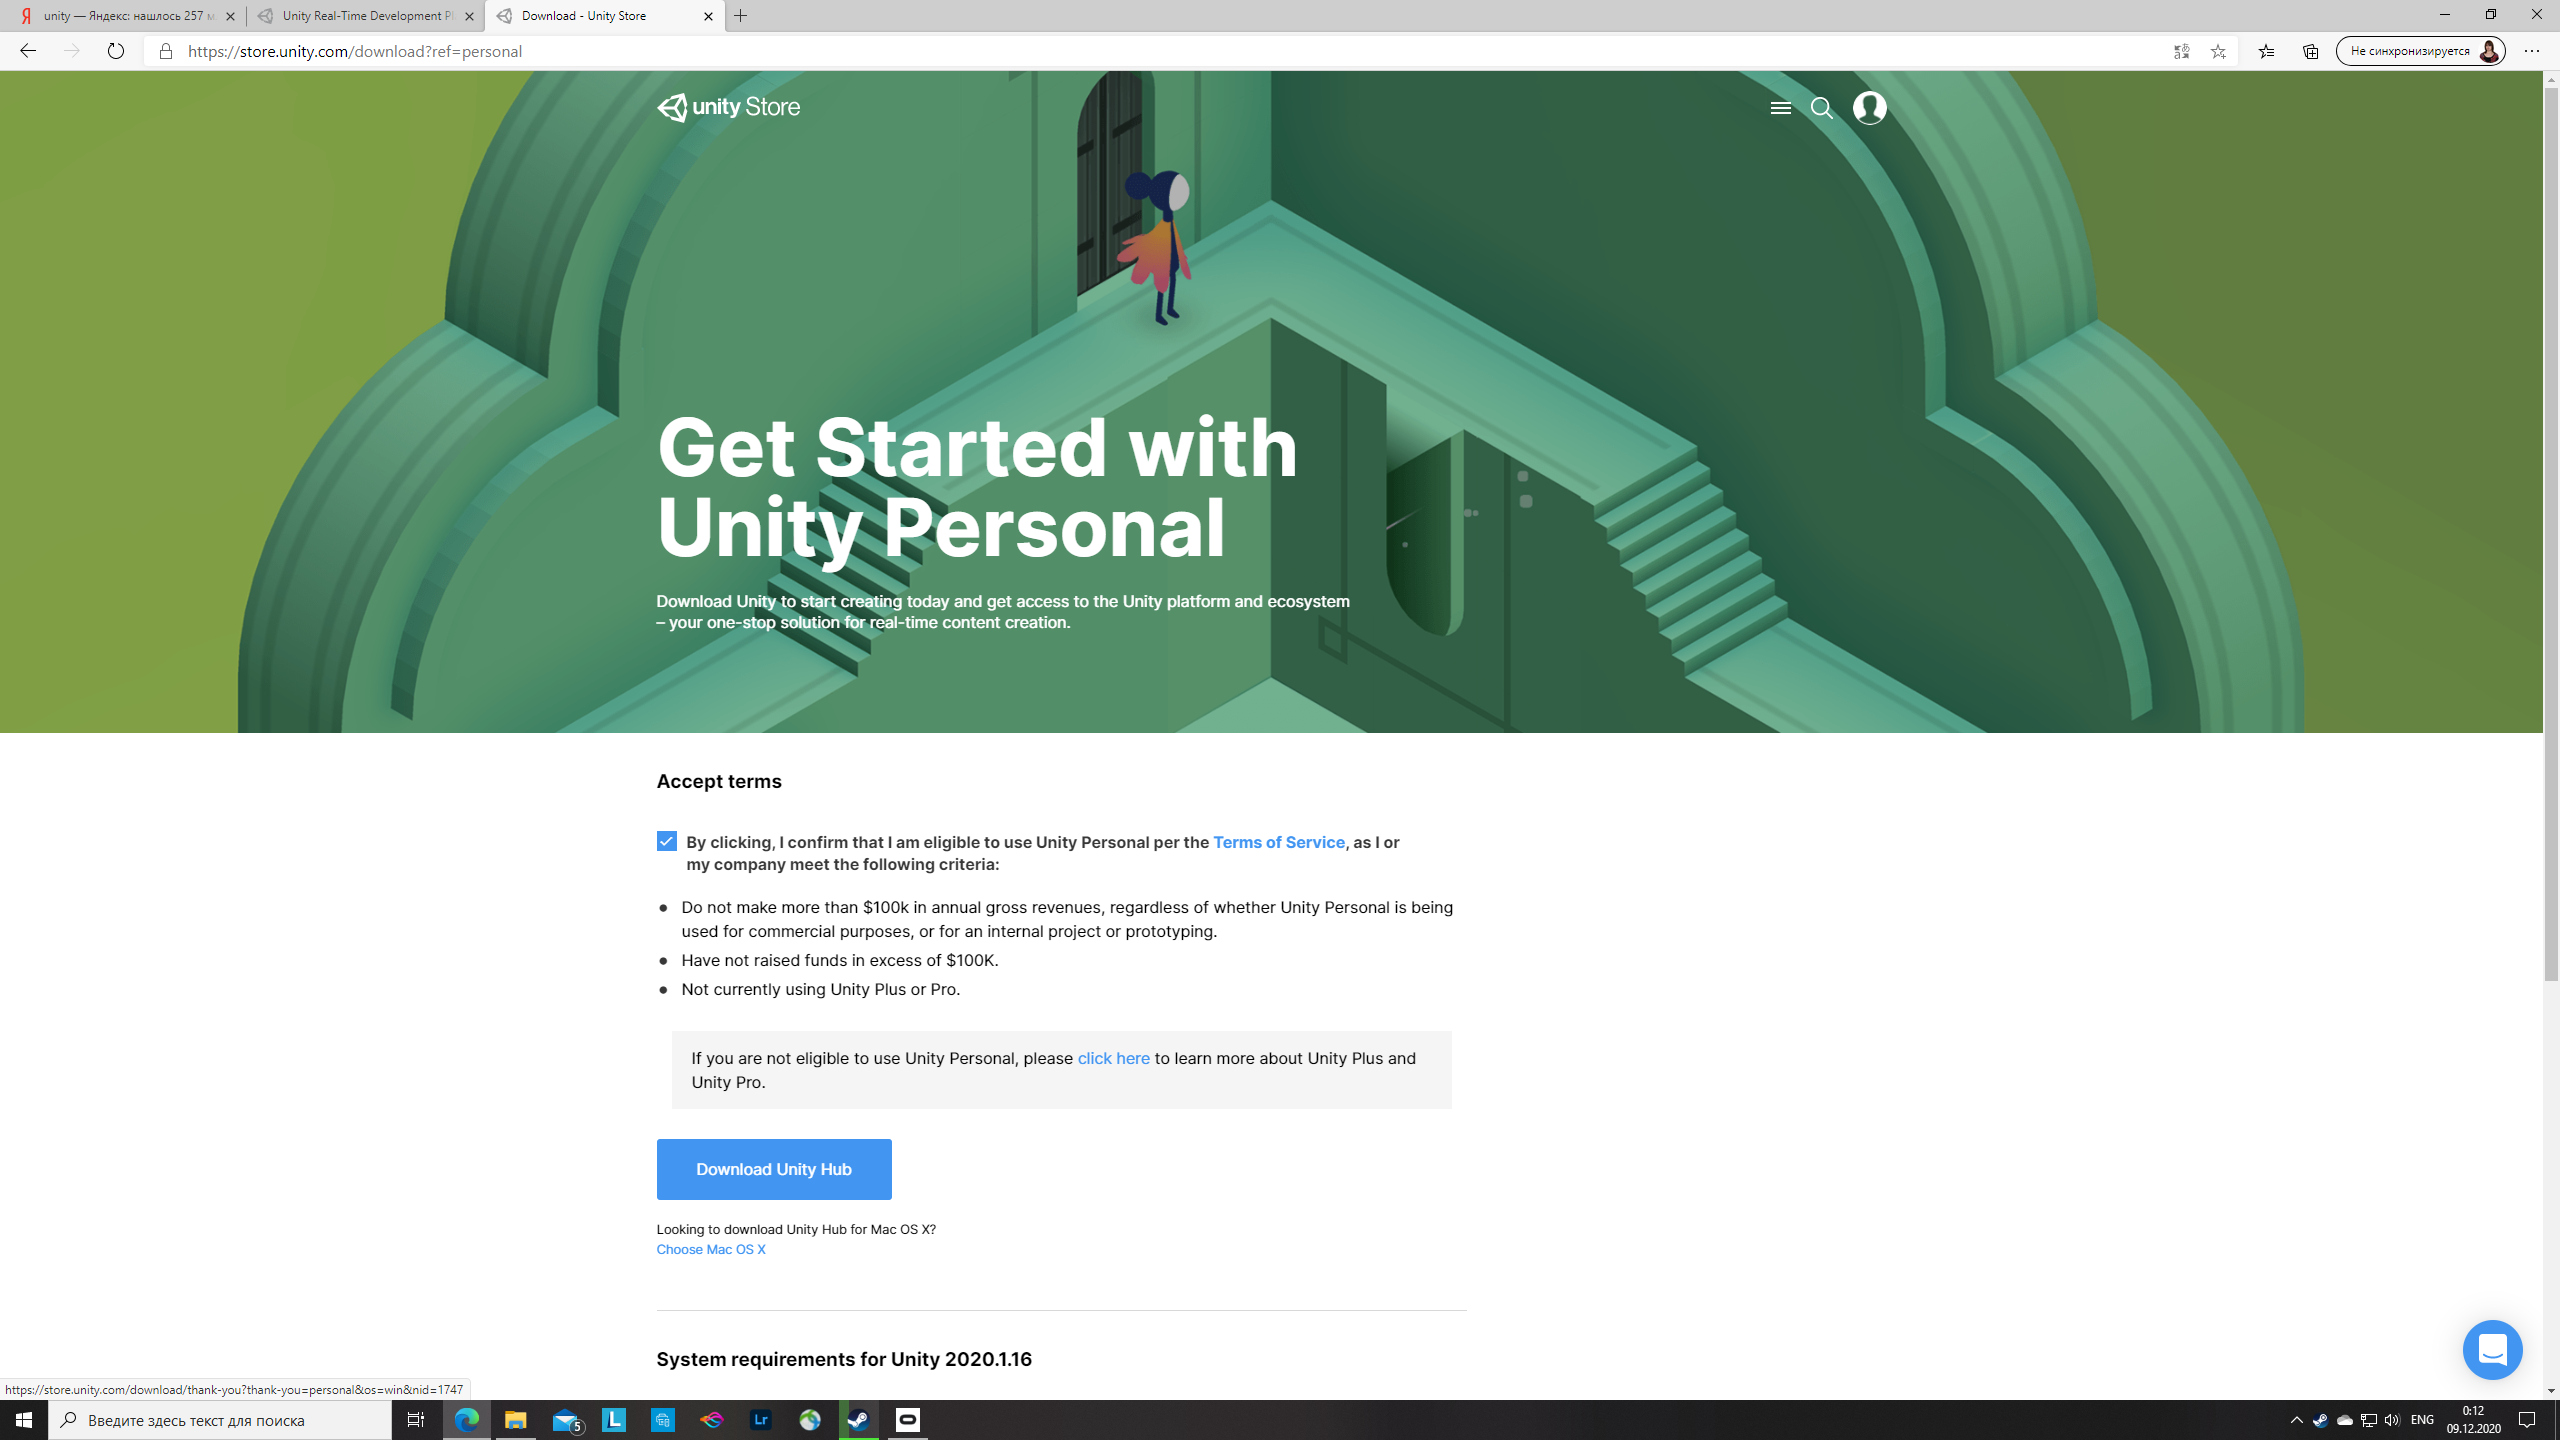 unity — Яндекс: нашлось 257 м
Unity Real-Time Development Pl
Download - Unity Store
https://store.unity.com/download?ref=personal
Не синхронизируется
unity Store
Get Started with
Unity Personal
Download Unity to start creating today and get access to the Unity platform and ecosystem
– your one-stop solution for real-time content creation.
Accept terms
By clicking, I confirm that I am eligible to use Unity Personal per the Terms of Service, as I or
my company meet the following criteria:
Do not make more than $100k in annual gross revenues, regardless of whether Unity Personal is being
used for commercial purposes, or for an internal project or prototyping.
Have not raised funds in excess of $100K.
Not currently using Unity Plus or Pro.
If you are not eligible to use Unity Personal, please click here to learn more about Unity Plus and
Unity Pro.
Download Unity Hub
Looking to download Unity Hub for Mac OS X?
Choose Mac OS X
System requirements for Unity 2020.1.16
https://store.unity.com/download/thank-you?thank-you=personal&os=win&nid=1747
Введите здесь текст для поиска
5
L
Lr
ENG
0:12
09.12.2020